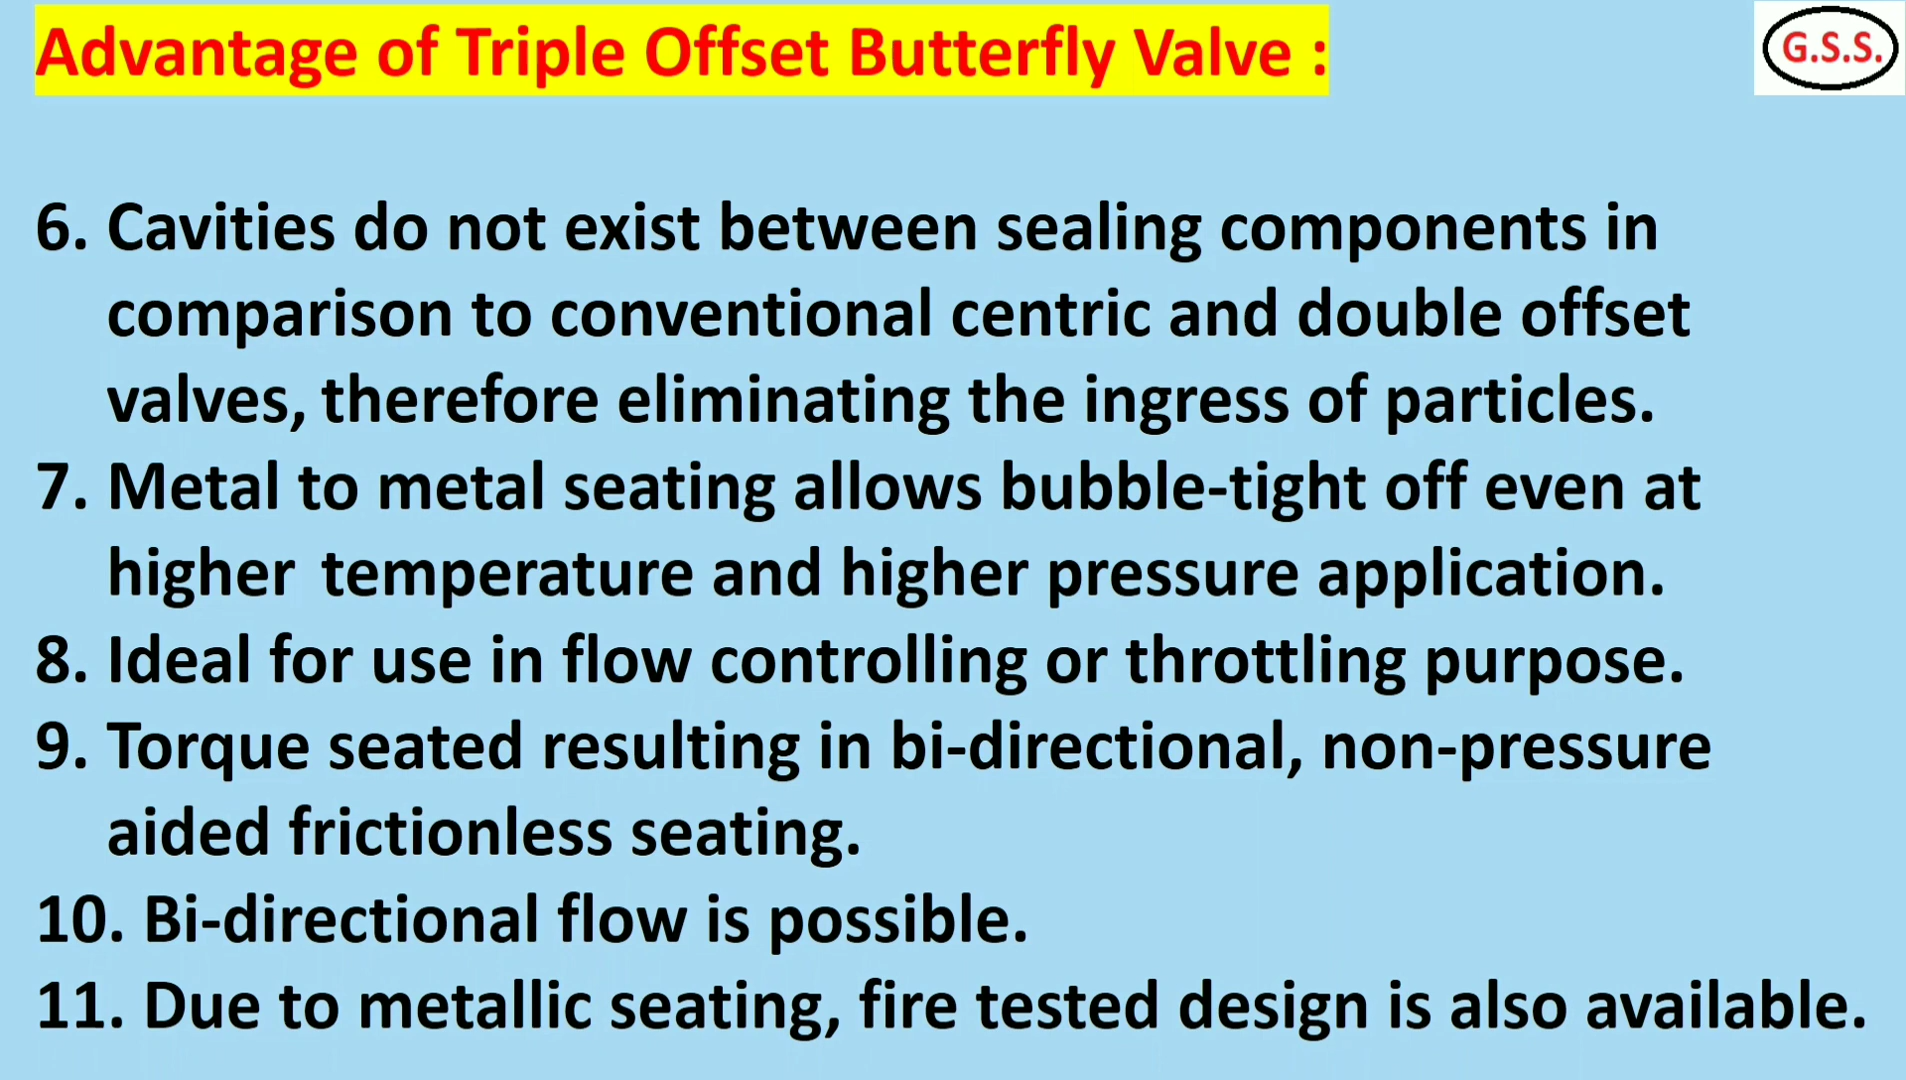 Advantage of Triple Offset Butterfly Valve :
G.S.S.
6. Cavities do not exist between sealing components in
comparison to conventional centric and double offset
valves, therefore eliminating the ingress of particles.
7. Metal to metal seating allows bubble-tight off even at
higher temperature and higher pressure application.
8. Ideal for use in flow controlling or throttling purpose.
9. Torque seated resulting in bi-directional, non-pressure
aided frictionless seating.
10. Bi-directional flow is possible.
11. Due to metallic seating, fire tested design is also available.